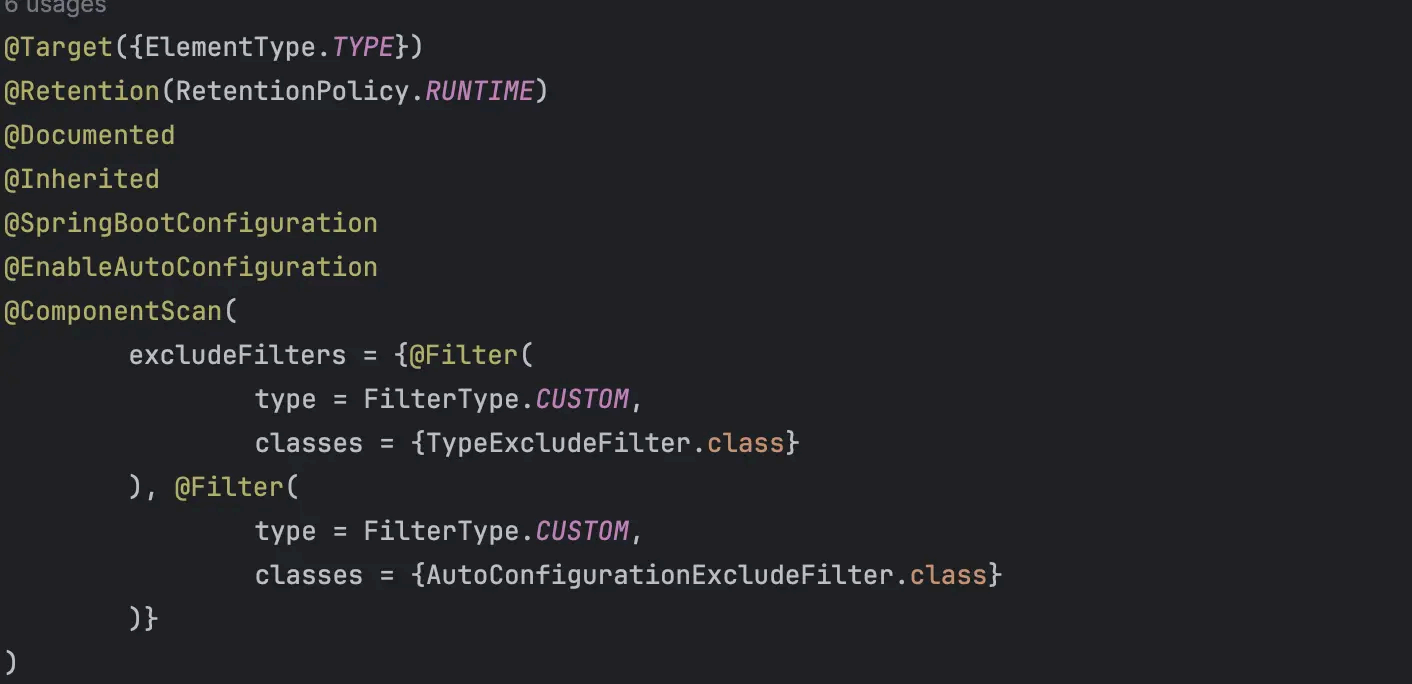 6 usages
@Target({ElementType.TYPE})
@Retention(RetentionPolicy.RUNTIME)
@Documented
@Inherited
@SpringBootConfiguration
@EnableAutoConfiguration
@ComponentScan(
        excludeFilters = {@Filter(
                type = FilterType.CUSTOM,
                classes = {TypeExcludeFilter.class}
        ), @Filter(
                type = FilterType.CUSTOM,
                classes = {AutoConfigurationExcludeFilter.class}
        )}
)